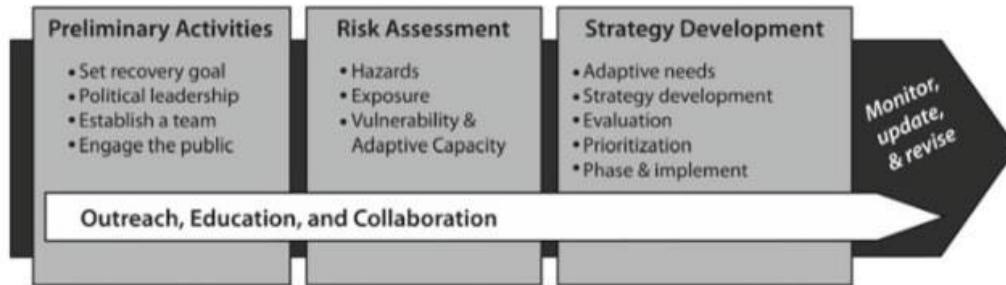 Preliminary Activities
• Set recovery goal
• Political leadership
• Establish a team
• Engage the public
Risk Assessment
• Hazards
• Exposure
• Vulnerability &
Adaptive Capacity
Strategy Development
• Adaptive needs
• Strategy development
• Evaluation
• Prioritization
• Phase & implement
Monitor,
update,
& revise
Outreach, Education, and Collaboration